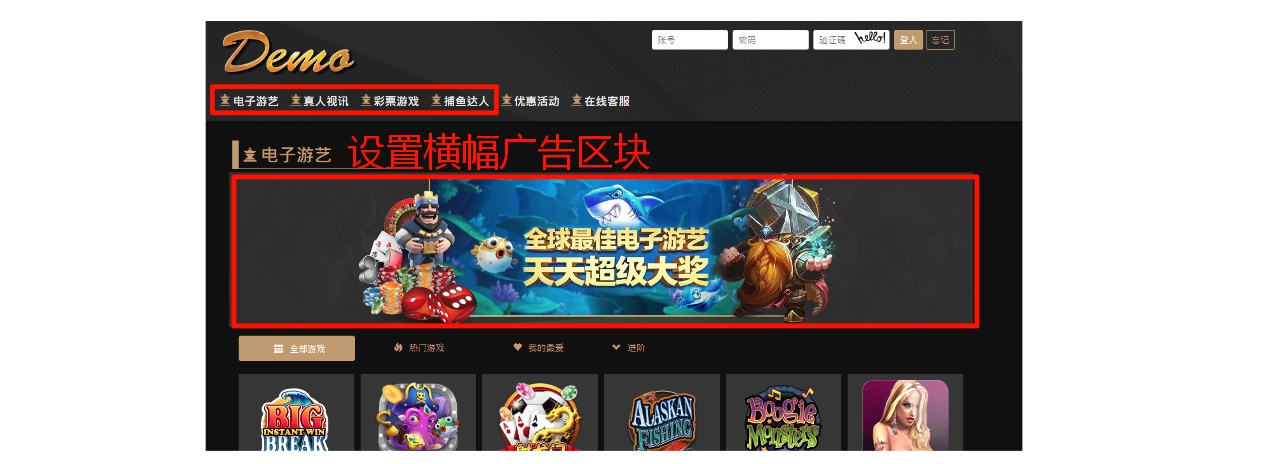 Demo
账号
密码
验证码
hello!
登入
忘记
电子游艺
真人视讯
彩票游戏
捕鱼达人
优惠活动
在线客服
电子游艺
设置横幅广告区块
全球最佳电子游艺
天天超级大奖
全部游戏
热门游戏
我的最爱
进阶
BIG
INSTANT WIN
BREAK
ALASKAN
FISHING
Boogie
Monsters